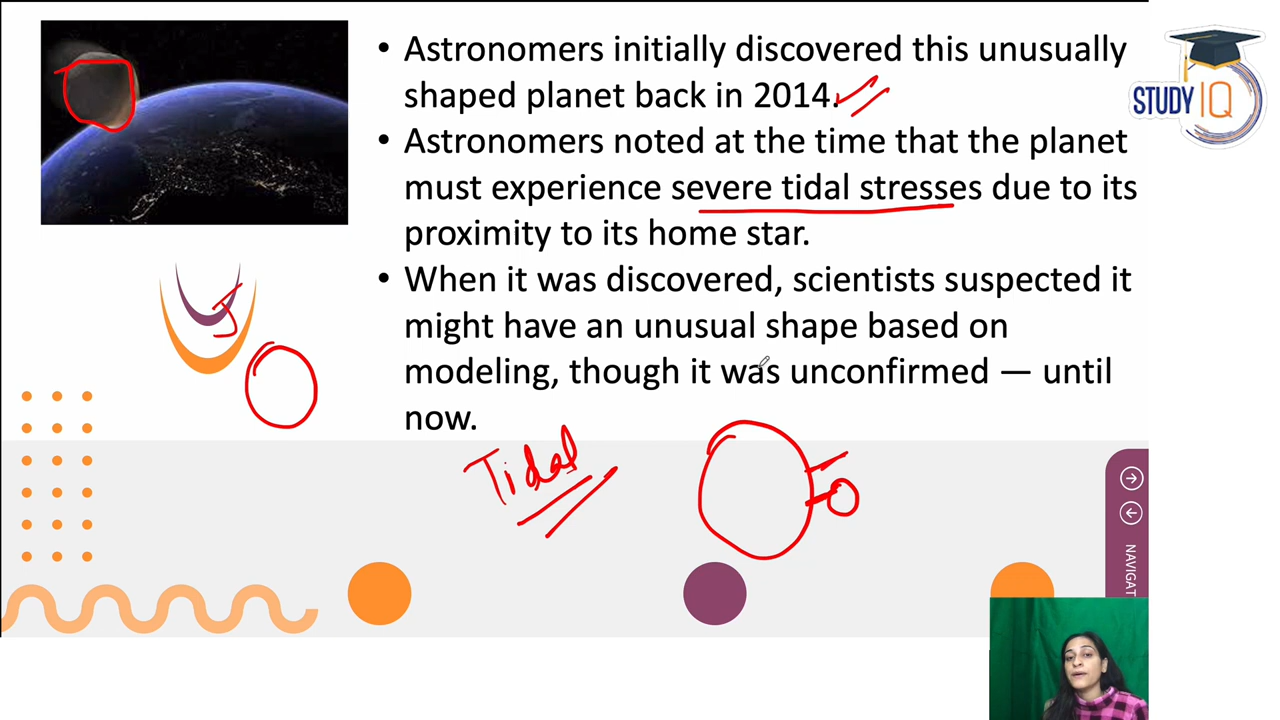 • Astronomers initially discovered this unusually
shaped planet back in 2014.
• Astronomers noted at the time that the planet
must experience severe tidal stresses due to its
proximity to its home star.
• When it was discovered, scientists suspected it
might have an unusual shape based on
modeling, though it was unconfirmed — until
now.
STUDY IQ
Tidal
NAVIGAT